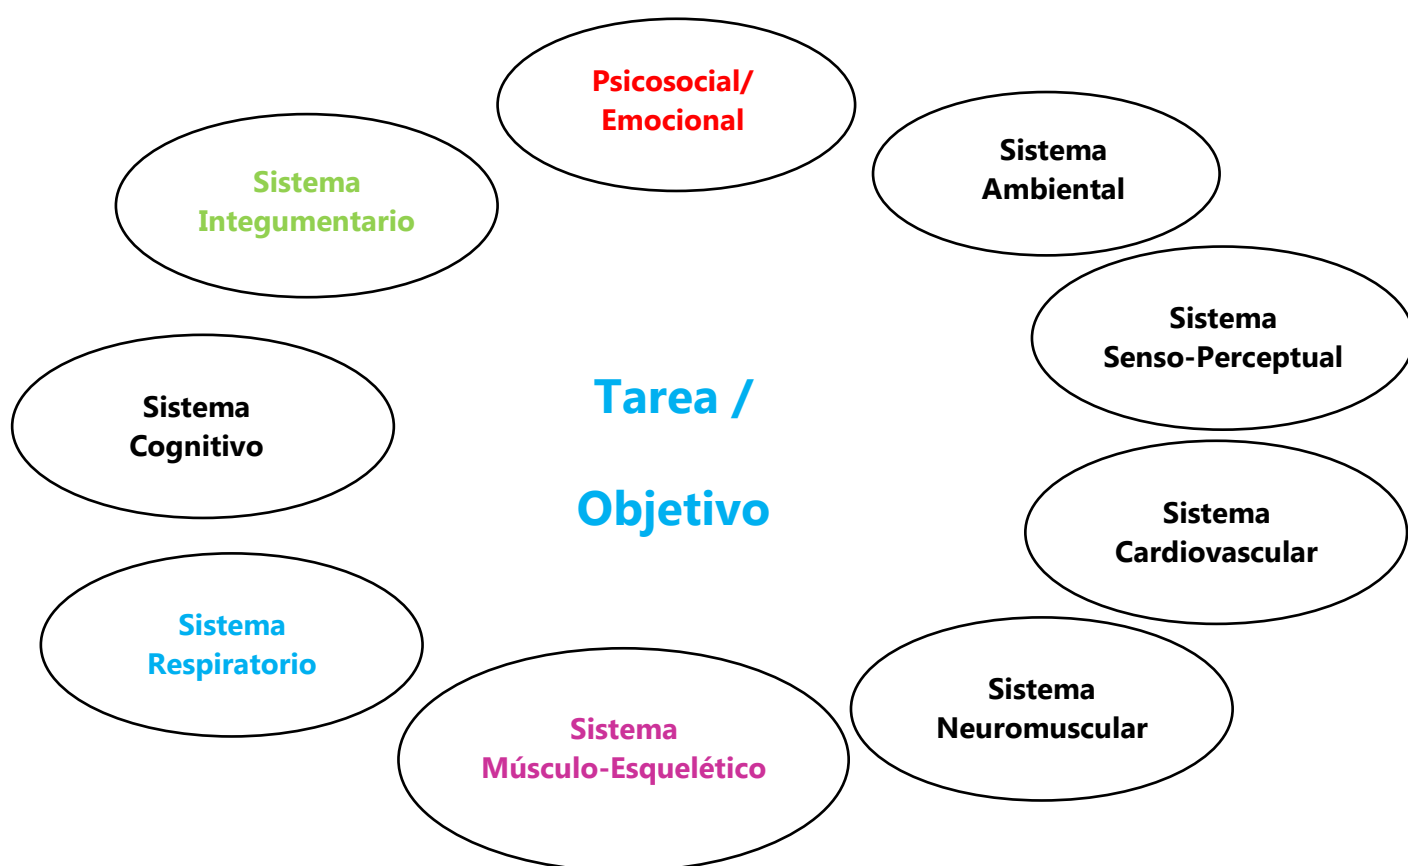 Psicosocial/
Emocional
Sistema
Ambiental
Sistema
Integumentario
Sistema
Senso-Perceptual
Tarea /
Objetivo
Sistema
Cognitivo
Sistema
Cardiovascular
Sistema
Respiratorio
Sistema
Neuromuscular
Sistema
Músculo-Esquelético